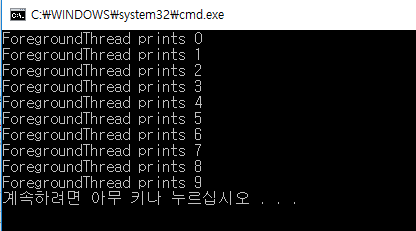 C:₩WINDOWS₩system32₩cmd.exe
ForegroundThread prints 0
ForegroundThread prints 1
ForegroundThread prints 2
ForegroundThread prints 3
ForegroundThread prints 4
ForegroundThread prints 5
ForegroundThread prints 6
ForegroundThread prints 7
ForegroundThread prints 8
ForegroundThread prints 9
계속하려면 아무 키나 누르십시오 . . .